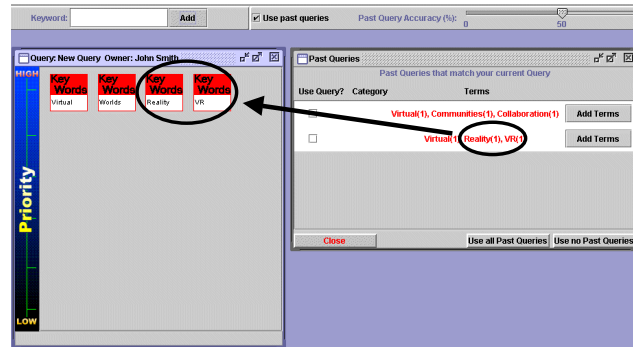 Keyword: Add Use past queries Past Query Accuracy (%): 0 50
Query: New Query Owner: John Smith
HIGH
Key Words Virtual
Key Words Worlds
Key Words Reality
Key Words VR
Priority
LOW
Past Queries
Past Queries that match your current Query
Use Query? Category Terms
Virtual(1), Communities(1), Collaboration(1) Add Terms
Virtual(1 Reality(1), VR(1 Add Terms
Close Use all Past Queries Use no Past Queries